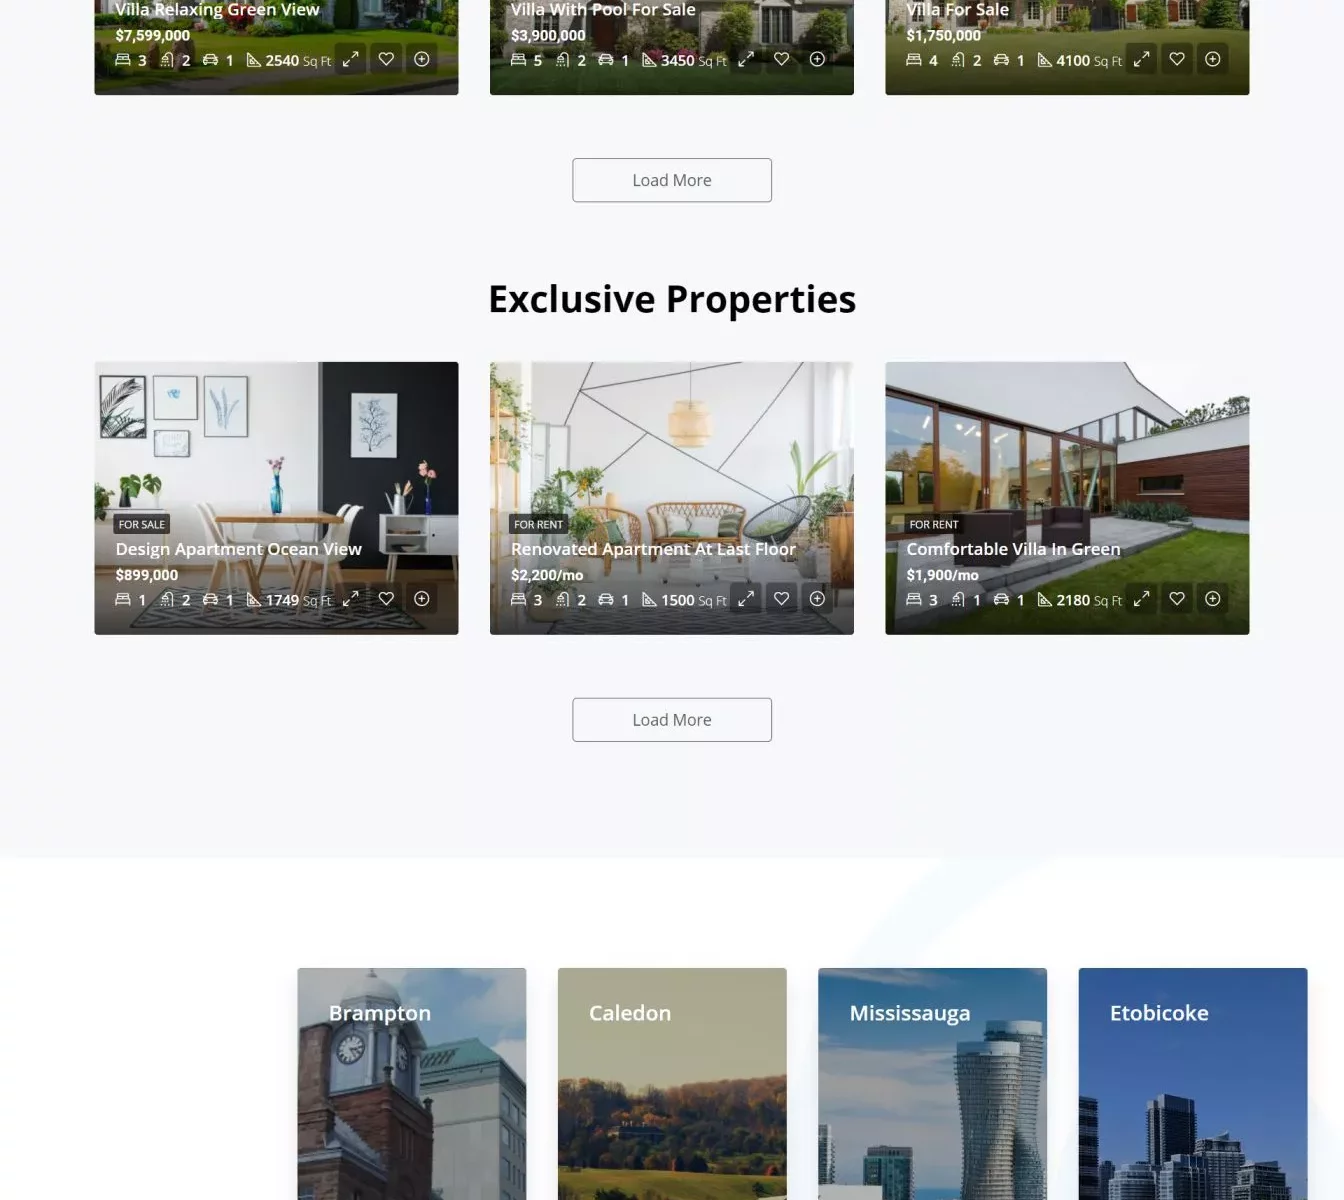 Villa Relaxing Green View
$7,599,000
3 2 1 2540 Sq Ft
Villa With Pool For Sale
$3,900,000
5 2 1 3450 Sq Ft
Villa For Sale
$1,750,000
4 2 1 4100 Sq Ft
Load More
Exclusive Properties
FOR SALE
Design Apartment Ocean View
$899,000
1 2 1 1749 Sq Ft
FOR RENT
Renovated Apartment At Last Floor
$2,200/mo
3 2 1 1500 Sq Ft
FOR RENT
Comfortable Villa In Green
$1,900/mo
3 1 1 2180 Sq Ft
Load More
Brampton
Caledon
Mississauga
Etobicoke